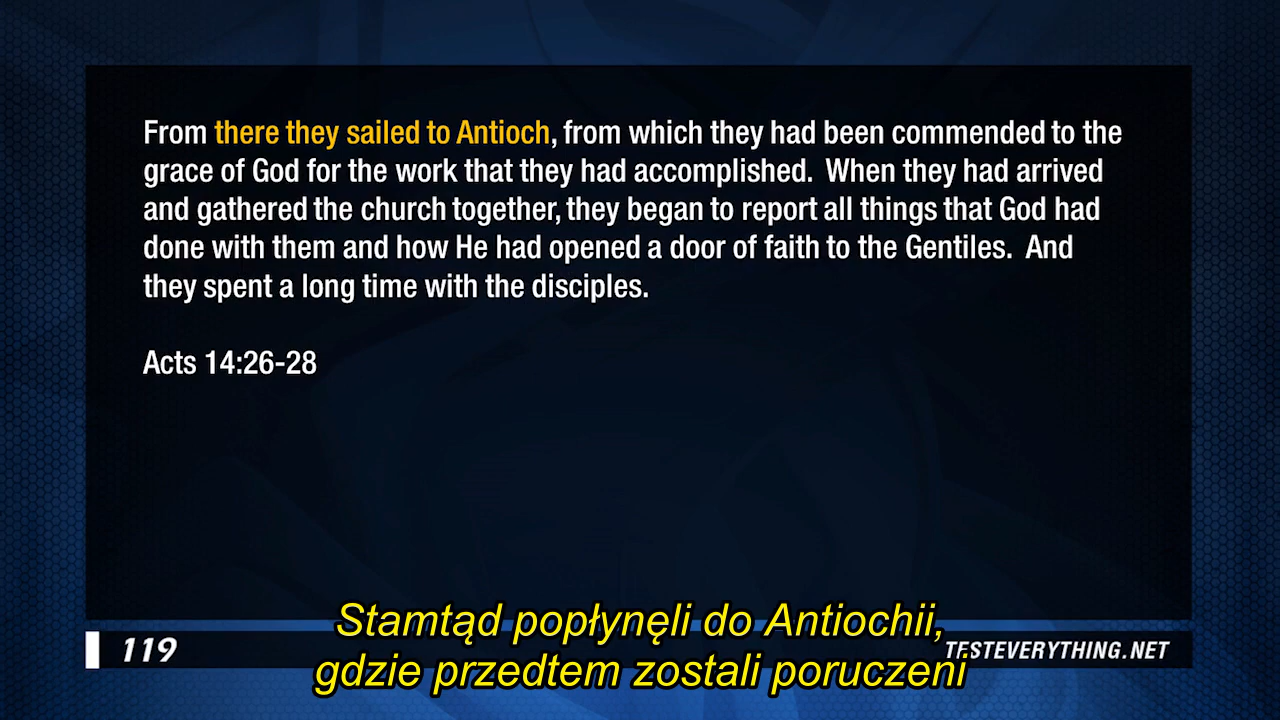 From there they sailed to Antioch, from which they had been commended to the
grace of God for the work that they had accomplished.  When they had arrived
and gathered the church together, they began to report all things that God had
done with them and how He had opened a door of faith to the Gentiles.  And
they spent a long time with the disciples.
Acts 14:26-28
Stamtąd popłynęli do Antiochii,
119
TESTEVERYTHING.NET
gdzie przedtem zostali poruczeni